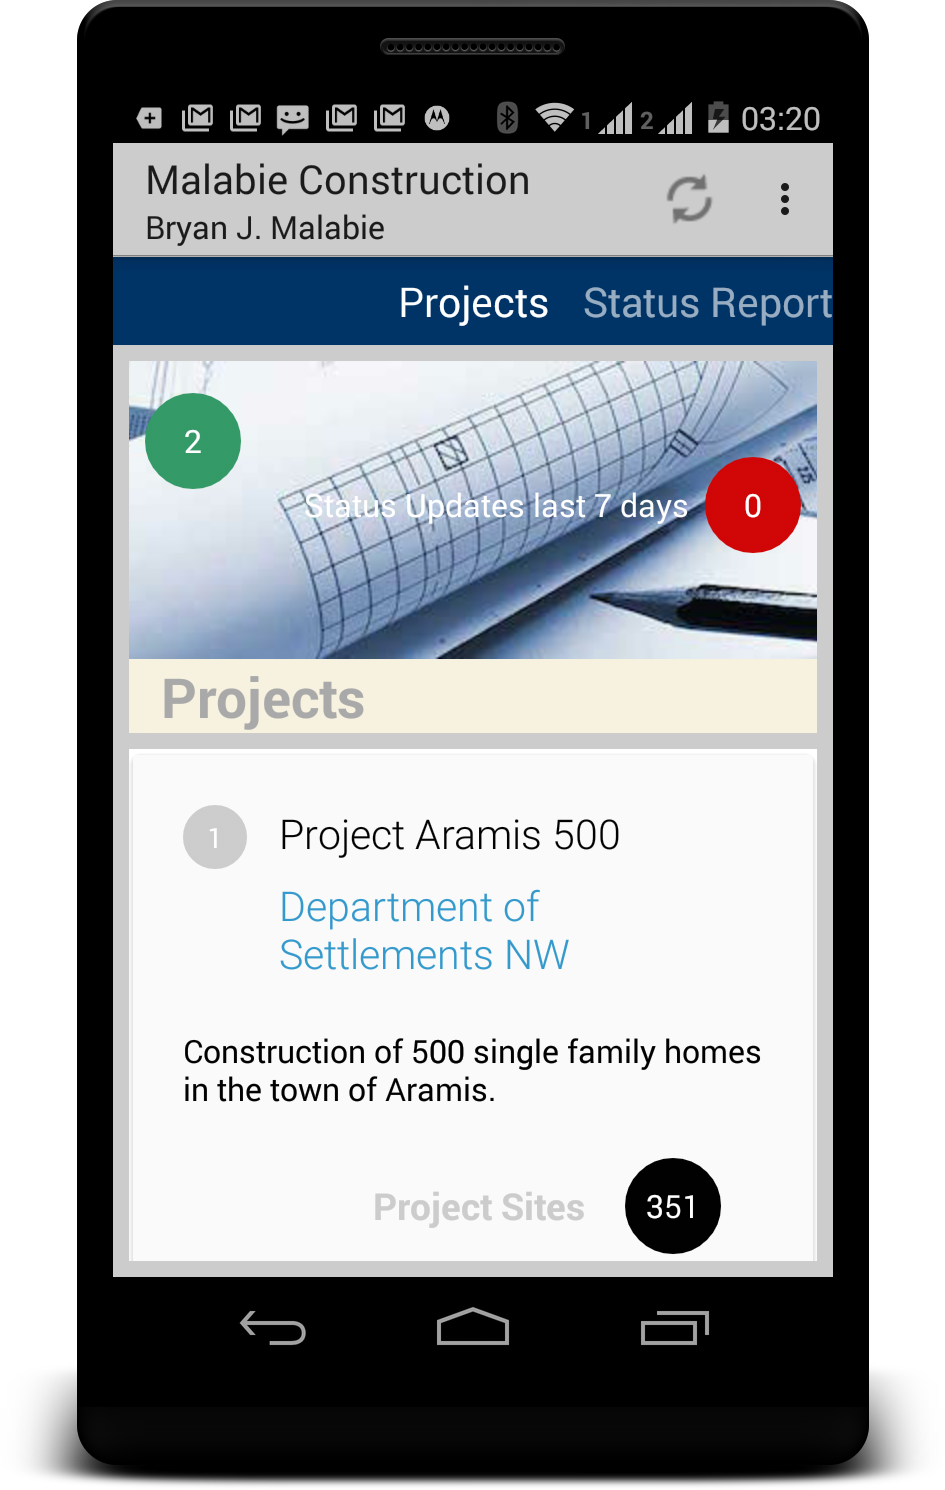 1 2 03:20
Malabie Construction
Bryan J. Malabie
Projects Status Report
2
Status Updates last 7 days 0
Projects
1 Project Aramis 500
Department of
Settlements NW
Construction of 500 single family homes
in the town of Aramis.
Project Sites 351